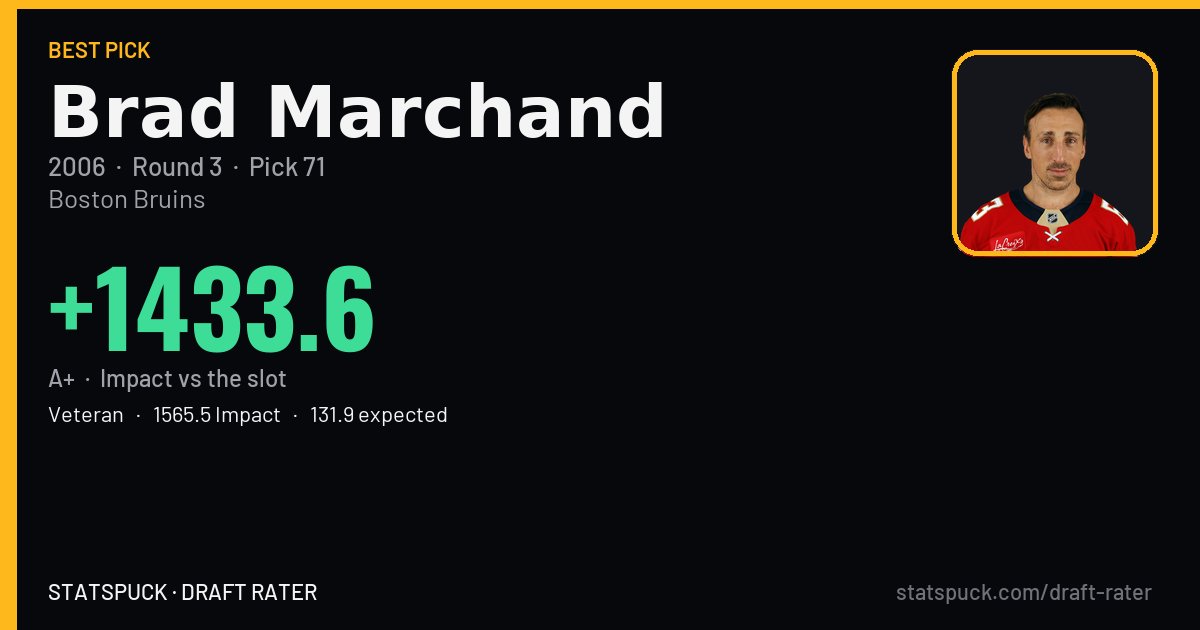 BEST PICK
Brad Marchand
2006 · Round 3 · Pick 71
Boston Bruins
+1433.6
A+ · Impact vs the slot
Veteran · 1565.5 Impact · 131.9 expected
LaCroix
STATSPUCK · DRAFT RATER
statspuck.com/draft-rater